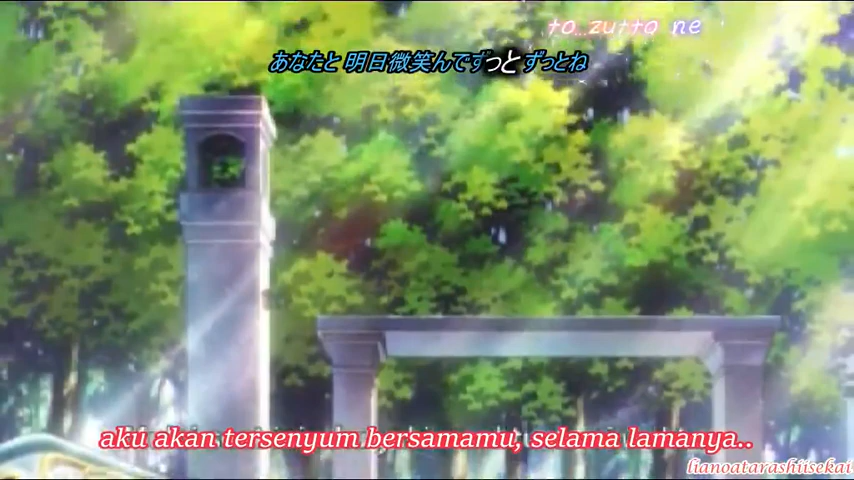 to...zutto ne
あなたと 明日微笑んでずっと ずっとね
aku akan tersenyum bersamamu, selama lamanya..
lianoatarashiisekai